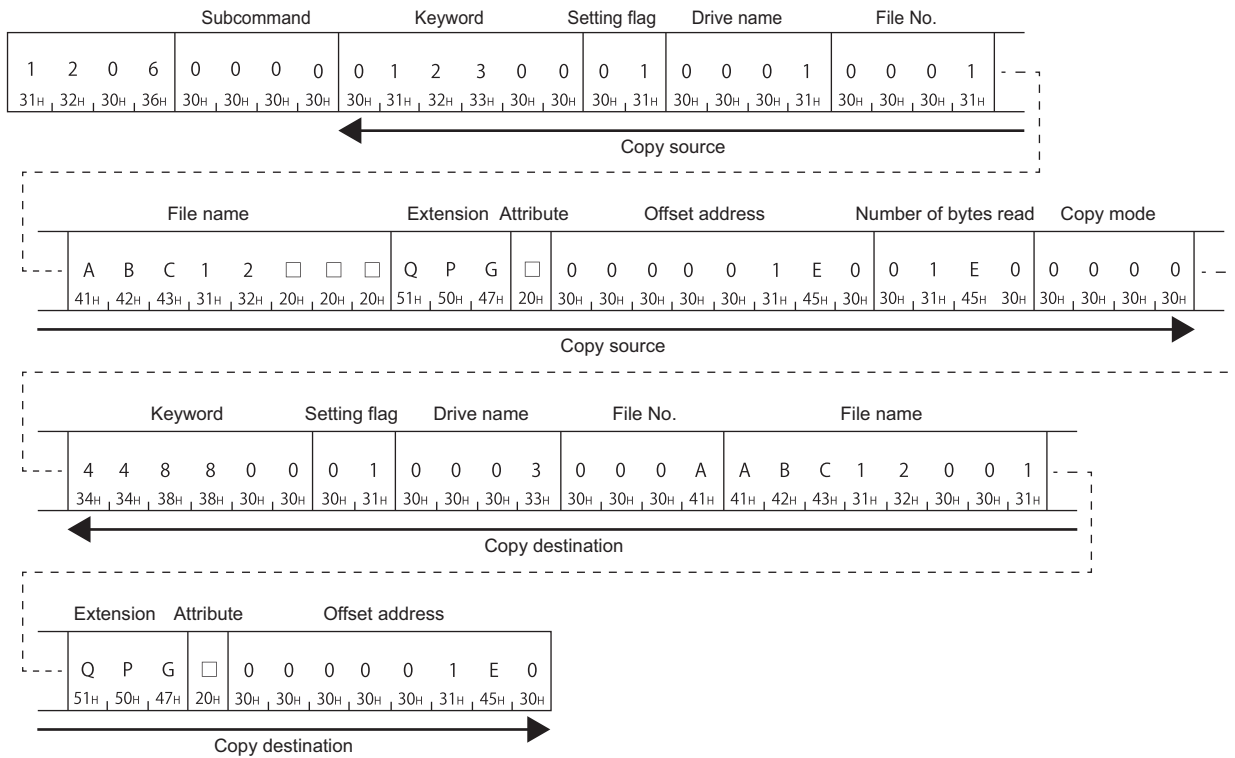 Subcommand Keyword Setting flag Drive name File No.
1 2 0 6 0 0 0 0 0 1 2 3 0 0 0 1 0 0 0 1 0 0 0 1
31H 32H 30H 36H 30H 30H 30H 30H 30H 31H 32H 33H 30H 30H 30H 31H 30H 30H 30H 31H 30H 30H 30H 31H
Copy source
File name Extension Attribute Offset address Number of bytes read Copy mode
A B C 1 2 □ □ □ Q P G □ 0 0 0 0 0 1 E 0 0 1 E 0 0 0 0 0
41H 42H 43H 31H 32H 20H 20H 20H 51H 50H 47H 20H 30H 30H 30H 30H 30H 31H 45H 30H 30H 31H 45H 30H 30H 30H 30H 30H
Copy source
Keyword Setting flag Drive name File No. File name
4 4 8 8 0 0 0 1 0 0 0 3 0 0 0 A A B C 1 2 0 0 1
34H 34H 38H 38H 30H 30H 30H 31H 30H 30H 30H 33H 30H 30H 30H 41H 41H 42H 43H 31H 32H 30H 30H 31H
Copy destination
Extension Attribute Offset address
Q P G □ 0 0 0 0 0 1 E 0
51H 50H 47H 20H 30H 30H 30H 30H 30H 31H 45H 30H
Copy destination